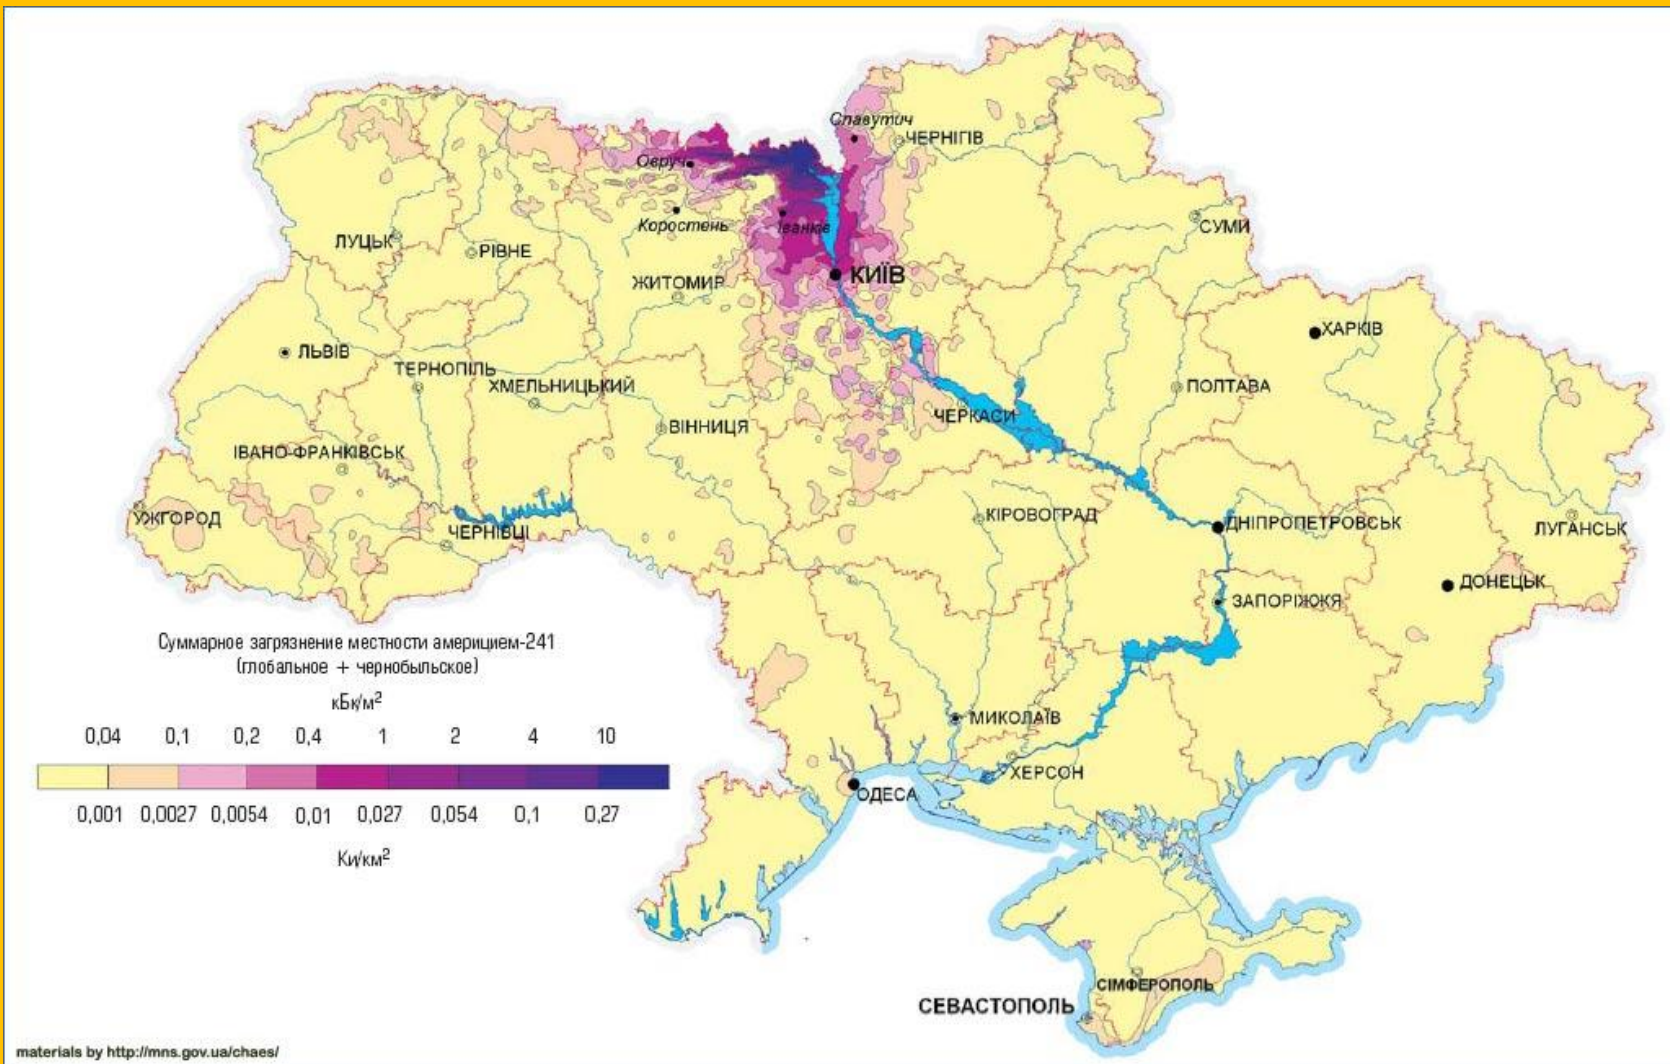 Славутич
ЧЕРНІГІВ
Овруч
Коростень
Іванків
СУМИ
ЛУЦЬК
РІВНЕ
ЖИТОМИР
КИЇВ
ХАРКІВ
ЛЬВІВ
ТЕРНОПІЛЬ
ХМЕЛЬНИЦЬКИЙ
ПОЛТАВА
ЧЕРКАСИ
ВІННИЦЯ
ІВАНО-ФРАНКІВСЬК
УЖГОРОД
ЧЕРНІВЦІ
КІРОВОГРАД
ДНІПРОПЕТРОВСЬК
ЛУГАНСЬК
ДОНЕЦЬК
ЗАПОРІЖЖЯ
Суммарное загрязнение местности америцием-241
(глобальное + чернобыльское)
кБк/м²
0,04 0,1 0,2 0,4 1 2 4 10
0,001 0,0027 0,0054 0,01 0,027 0,054 0,1 0,27
Ки/км²
МИКОЛАЇВ
ХЕРСОН
ОДЕСА
СІМФЕРОПОЛЬ
СЕВАСТОПОЛЬ
materials by http://mns.gov.ua/chaes/